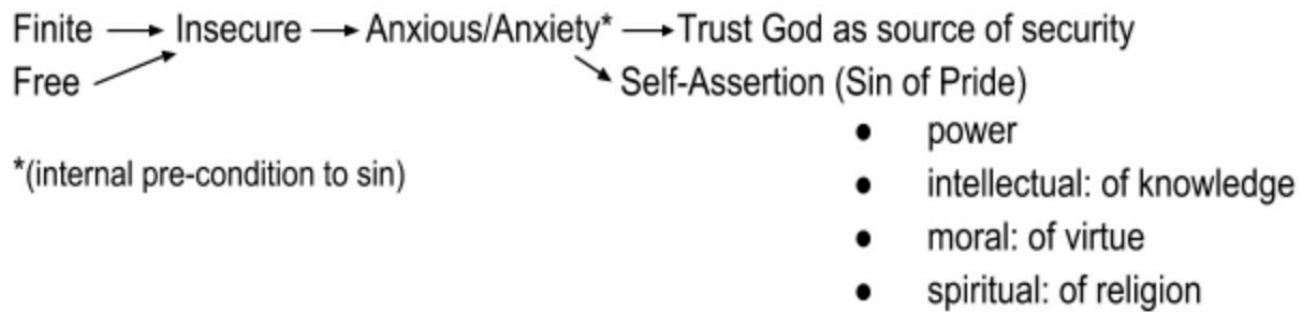 Finite → Insecure → Anxious/Anxiety* → Trust God as source of security
Free
Self-Assertion (Sin of Pride)
• power
*(internal pre-condition to sin)
• intellectual: of knowledge
• moral: of virtue
• spiritual: of religion